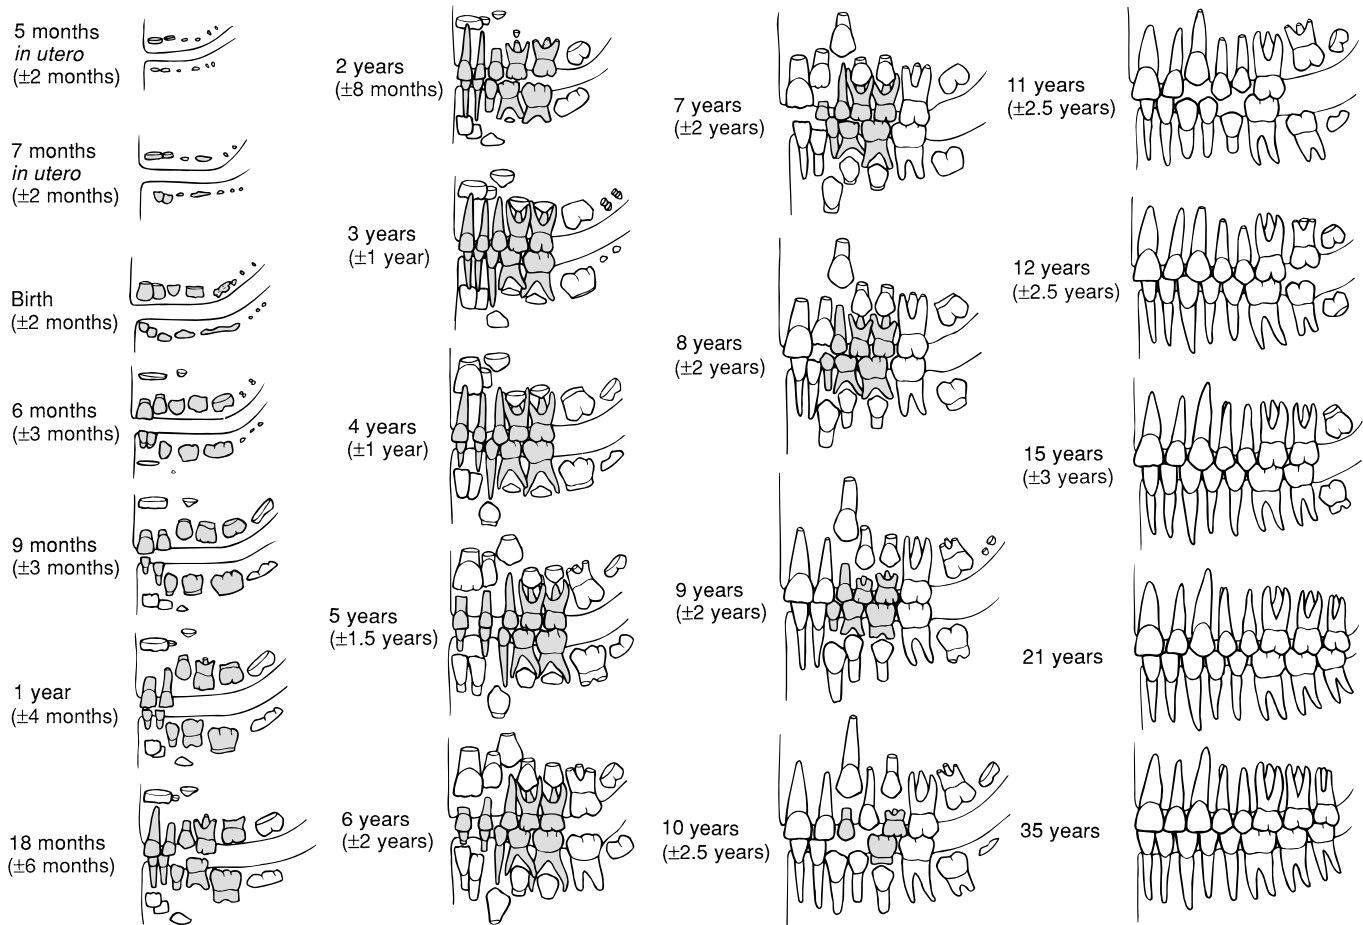 5 months
in utero
(±2 months)
7 months
in utero
(±2 months)
Birth
(±2 months)
6 months
(±3 months)
9 months
(±3 months)
1 year
(±4 months)
18 months
(±6 months)
2 years
(±8 months)
3 years
(±1 year)
4 years
(±1 year)
5 years
(±1.5 years)
6 years
(±2 years)
7 years
(±2 years)
8 years
(±2 years)
9 years
(±2 years)
10 years
(±2.5 years)
11 years
(±2.5 years)
12 years
(±2.5 years)
15 years
(±3 years)
21 years
35 years